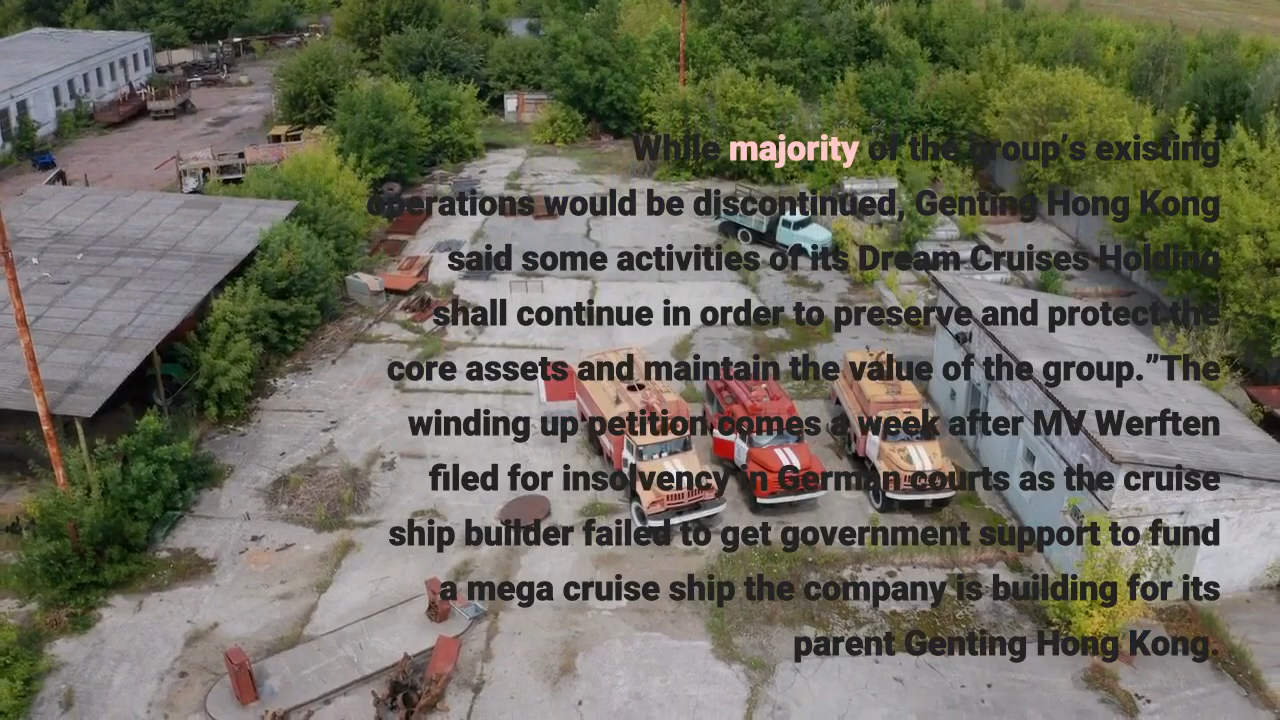 While majority of the group’s existing
operations would be discontinued, Genting Hong Kong
said some activities of its Dream Cruises Holding
shall continue in order to preserve and protect the
core assets and maintain the value of the group.”The
winding up petition comes a week after MV Werften
filed for insolvency in German courts as the cruise
ship builder failed to get government support to fund
a mega cruise ship the company is building for its
parent Genting Hong Kong.